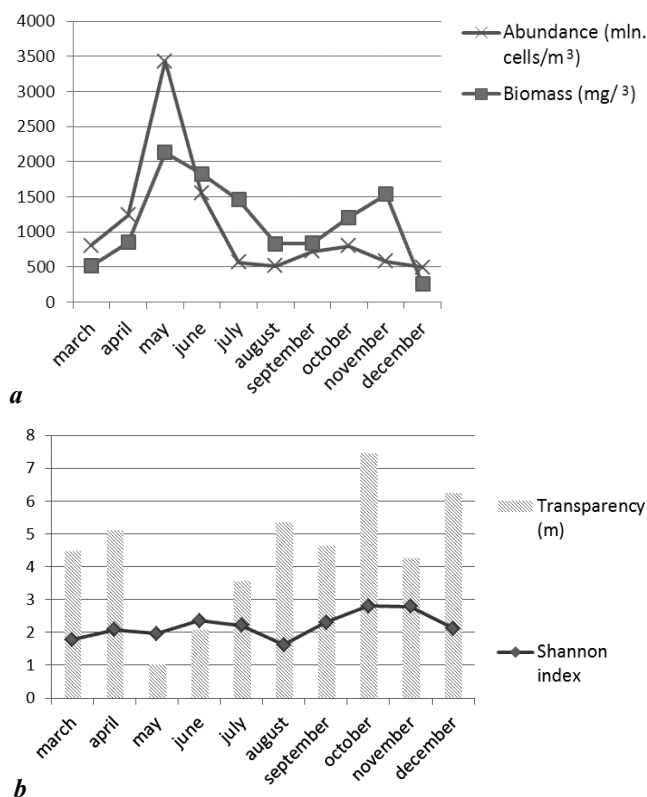 4000
3500
3000
2500
2000
1500
1000
500
0
march
april
may
june
july
august
september
october
november
december
Abundance (mln.
cells/m³)
Biomass (mg/ ³)
a
8
7
6
5
4
3
2
1
0
march
april
may
june
july
august
september
october
november
december
Transparency
(m)
Shannon
index
b